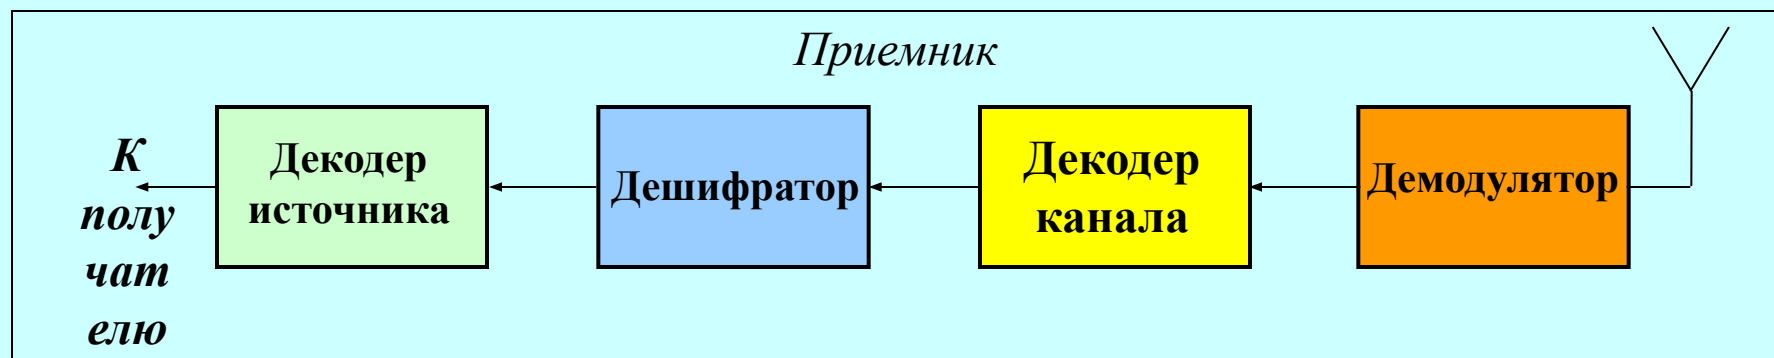 Приемник
К
полу
чат
елю
Декодер
источника
Дешифратор
Декодер
канала
Демодулятор